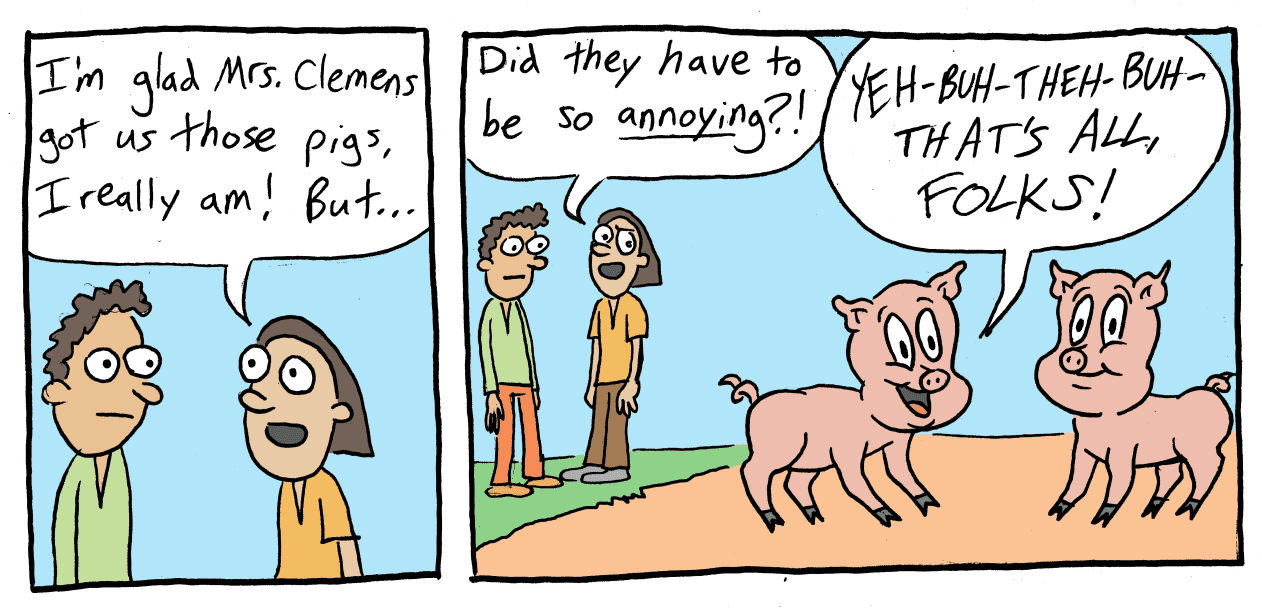 I'm glad Mrs. Clemens
got us those pigs,
I really am! But...
Did they have to
be so annoying?!
YEH-BUH-THEH-BUH-
THAT'S ALL,
FOLKS!